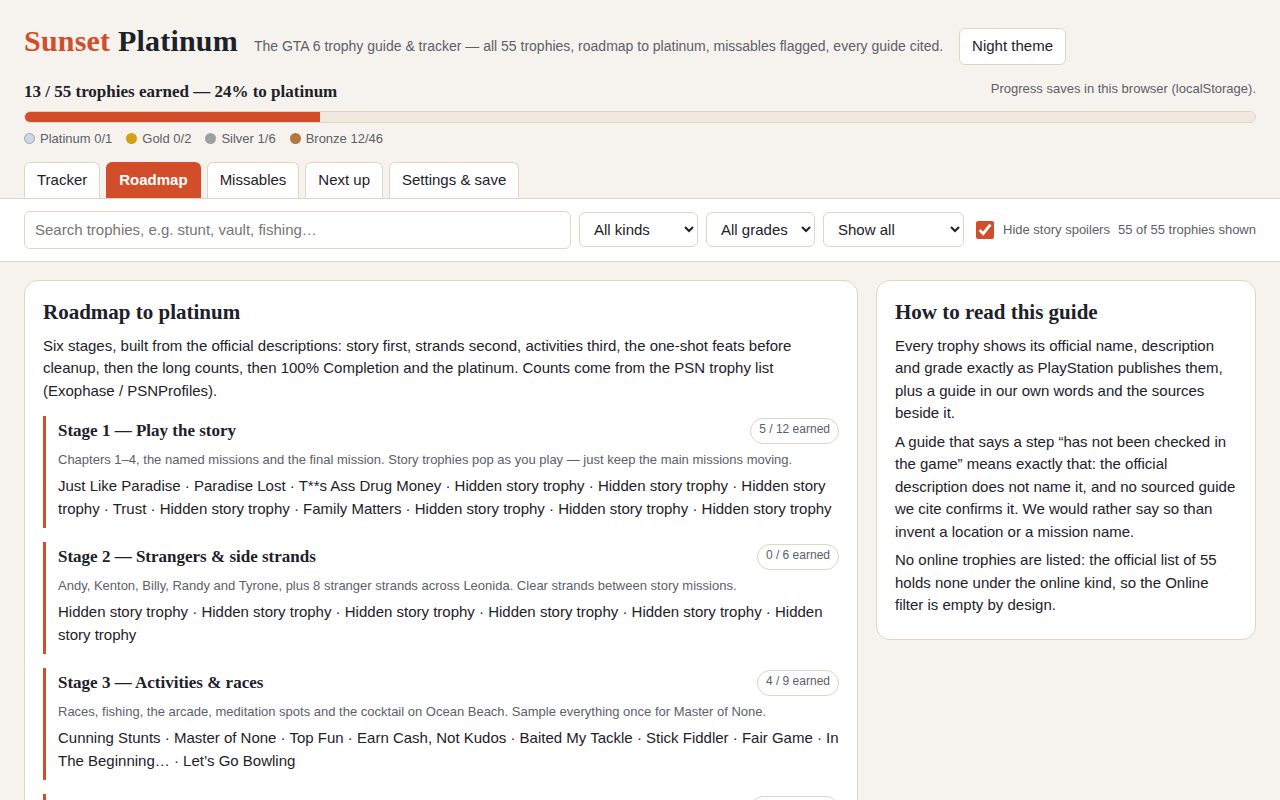 Sunset Platinum
The GTA 6 trophy guide & tracker — all 55 trophies, roadmap to platinum, missables flagged, every guide cited.
Night theme
13 / 55 trophies earned — 24% to platinum
Progress saves in this browser (localStorage).
Platinum 0/1 Gold 0/2 Silver 1/6 Bronze 12/46
Tracker Roadmap Missables Next up Settings & save
Search trophies, e.g. stunt, vault, fishing…
All kinds All grades Show all
Hide story spoilers 55 of 55 trophies shown
Roadmap to platinum
Six stages, built from the official descriptions: story first, strands second, activities third, the one-shot feats before
cleanup, then the long counts, then 100% Completion and the platinum. Counts come from the PSN trophy list
(Exophase / PSNProfiles).
Stage 1 — Play the story
5 / 12 earned
Chapters 1–4, the named missions and the final mission. Story trophies pop as you play — just keep the main missions moving.
Just Like Paradise · Paradise Lost · T**s Ass Drug Money · Hidden story trophy · Hidden story trophy · Hidden story
trophy · Trust · Hidden story trophy · Family Matters · Hidden story trophy · Hidden story trophy · Hidden story trophy
Stage 2 — Strangers & side strands
0 / 6 earned
Andy, Kenton, Billy, Randy and Tyrone, plus 8 stranger strands across Leonida. Clear strands between story missions.
Hidden story trophy · Hidden story trophy · Hidden story trophy · Hidden story trophy · Hidden story trophy · Hidden
story trophy
Stage 3 — Activities & races
4 / 9 earned
Races, fishing, the arcade, meditation spots and the cocktail on Ocean Beach. Sample everything once for Master of None.
Cunning Stunts · Master of None · Top Fun · Earn Cash, Not Kudos · Baited My Tackle · Stick Fiddler · Fair Game · In
The Beginning… · Let’s Go Bowling
How to read this guide
Every trophy shows its official name, description
and grade exactly as PlayStation publishes them,
plus a guide in our own words and the sources
beside it.
A guide that says a step “has not been checked in
the game” means exactly that: the official
description does not name it, and no sourced guide
we cite confirms it. We would rather say so than
invent a location or a mission name.
No online trophies are listed: the official list of 55
holds none under the online kind, so the Online
filter is empty by design.